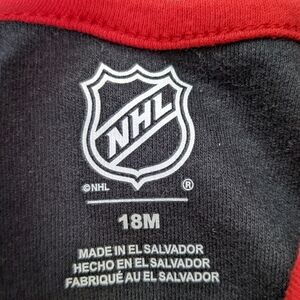 NHL
©NHL ®
18M
MADE IN EL SALVADOR
HECHO EN EL SALVADOR
FABRIQUÉ AU EL SALVADOR